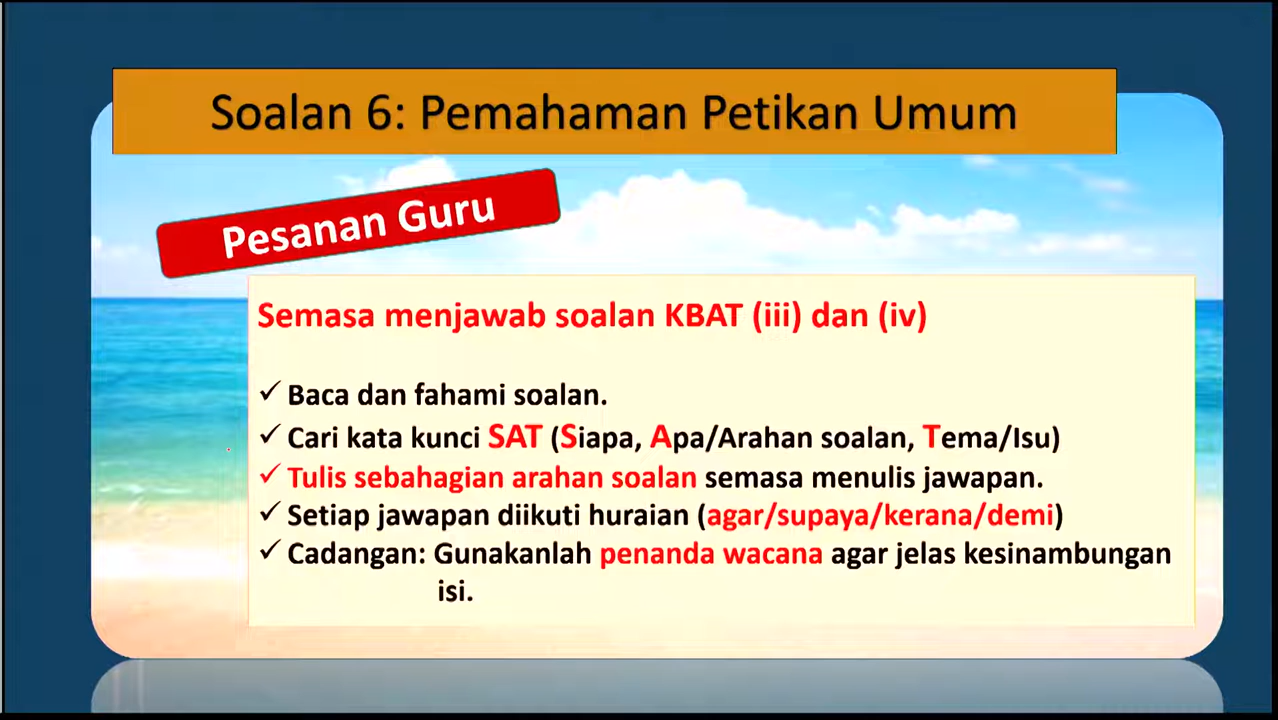 Soalan 6: Pemahaman Petikan Umum
Pesanan Guru
Semasa menjawab soalan KBAT (iii) dan (iv)
✓ Baca dan fahami soalan.
✓ Cari kata kunci SAT (Siapa, Apa/Arahan soalan, Tema/Isu)
✓ Tulis sebahagian arahan soalan semasa menulis jawapan.
✓ Setiap jawapan diikuti huraian (agar/supaya/kerana/demi)
✓ Cadangan: Gunakanlah penanda wacana agar jelas kesinambungan
isi.